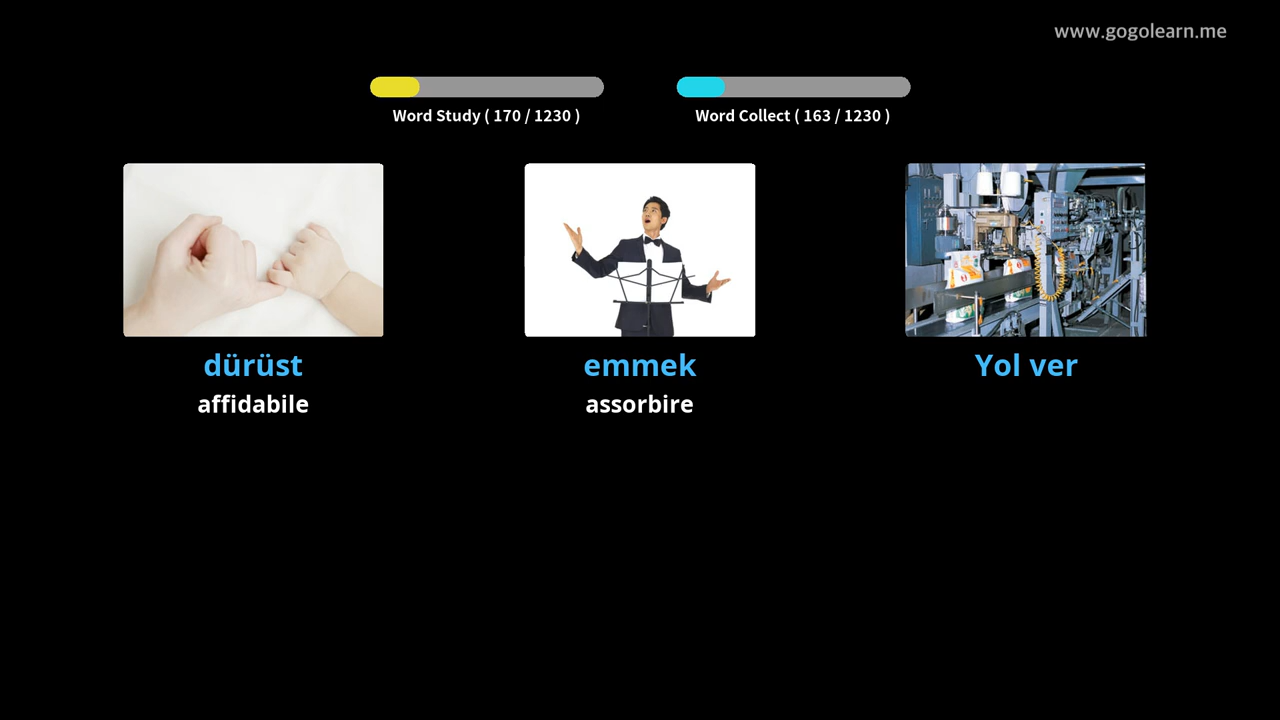 www.gogolearn.me
Word Study ( 170 / 1230 )
Word Collect ( 163 / 1230 )
dürüst
affidabile
emmek
assorbire
Yol ver